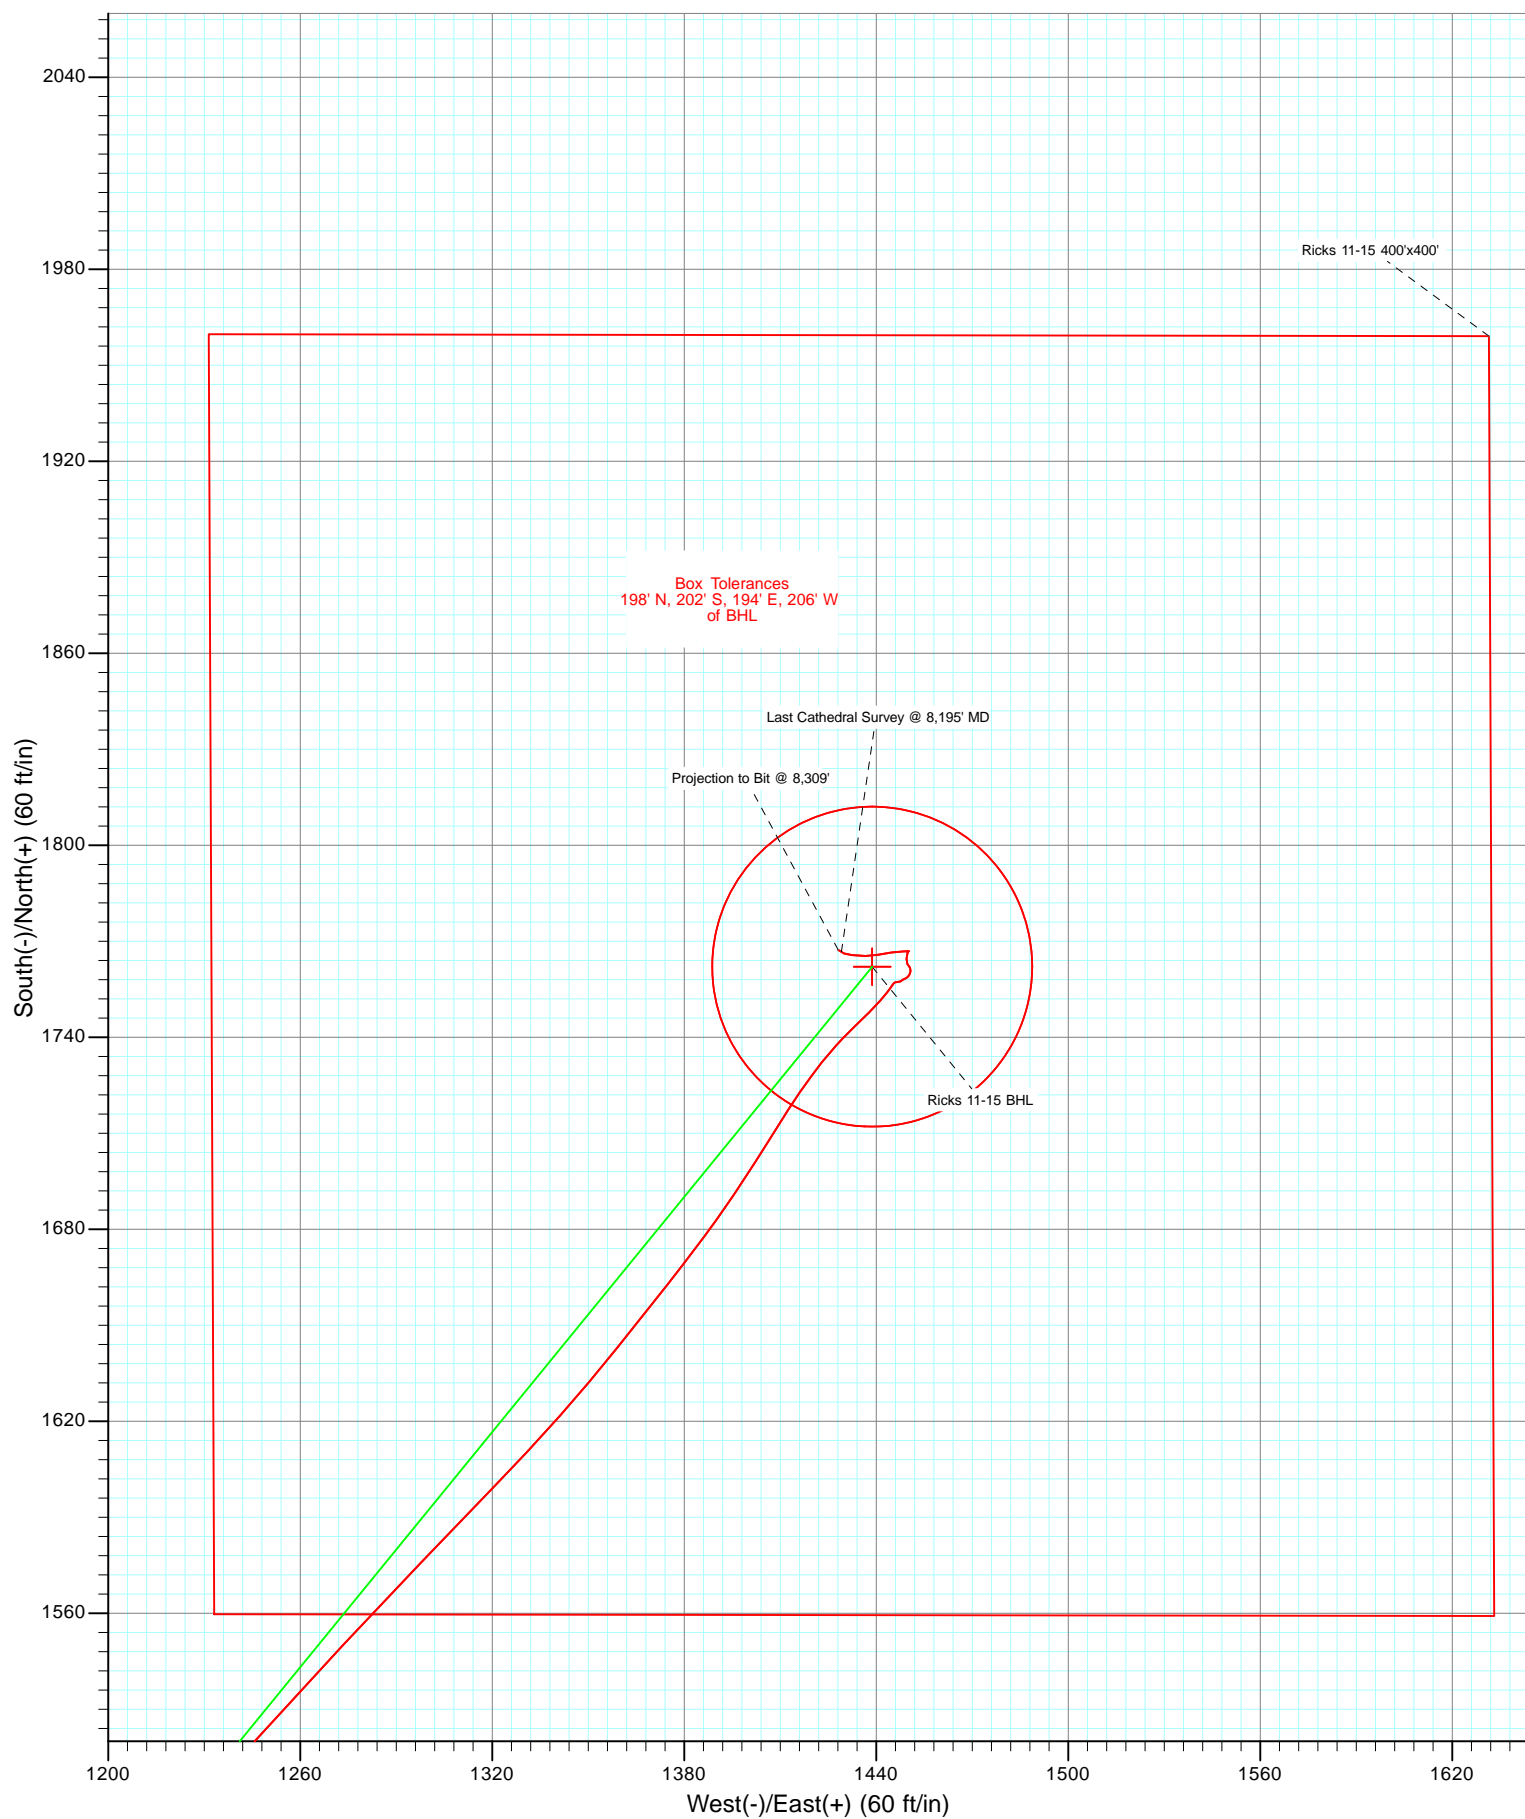 2040
Ricks 11-15 400'x400'
1980
1920
Box Tolerances
198' N, 202' S, 194' E, 206' W
of BHL
1860
Last Cathedral Survey @ 8,195' MD
Projection to Bit @ 8,309'
South(-)/North(+) (60 ft/in)
1800
1740
Ricks 11-15 BHL
1680
1620
1560
1200 1260 1320 1380 1440 1500 1560 1620
West(-)/East(+) (60 ft/in)